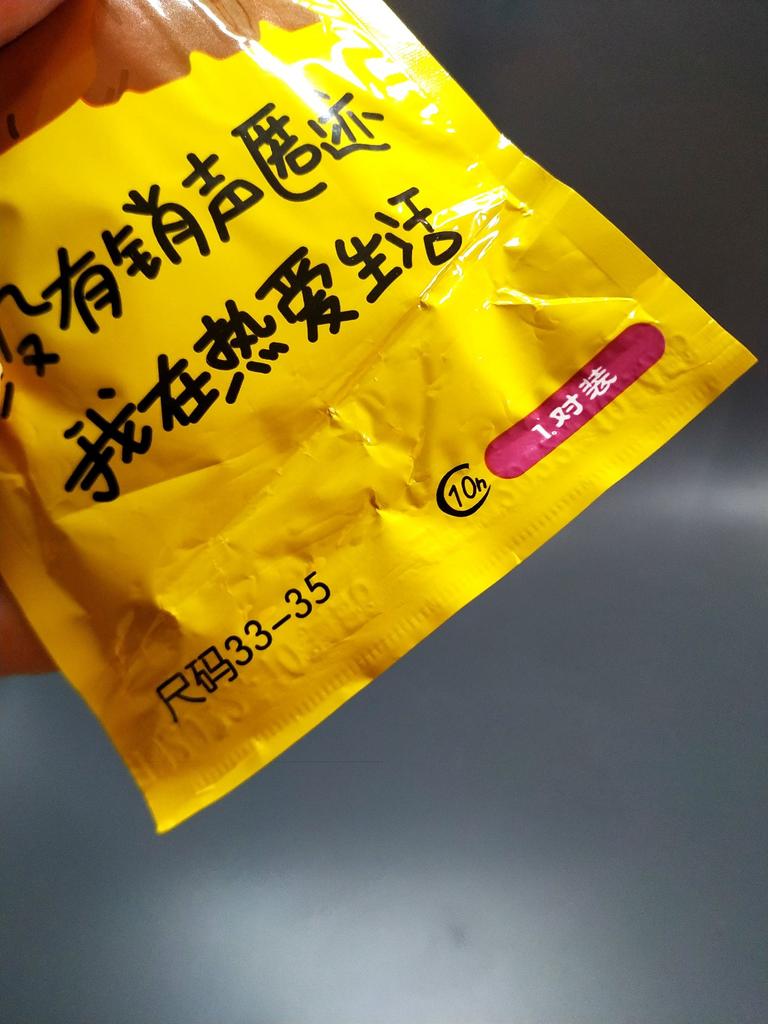 没有销声匿迹
我在热爱生活
1.对装
10h
尺码33-35